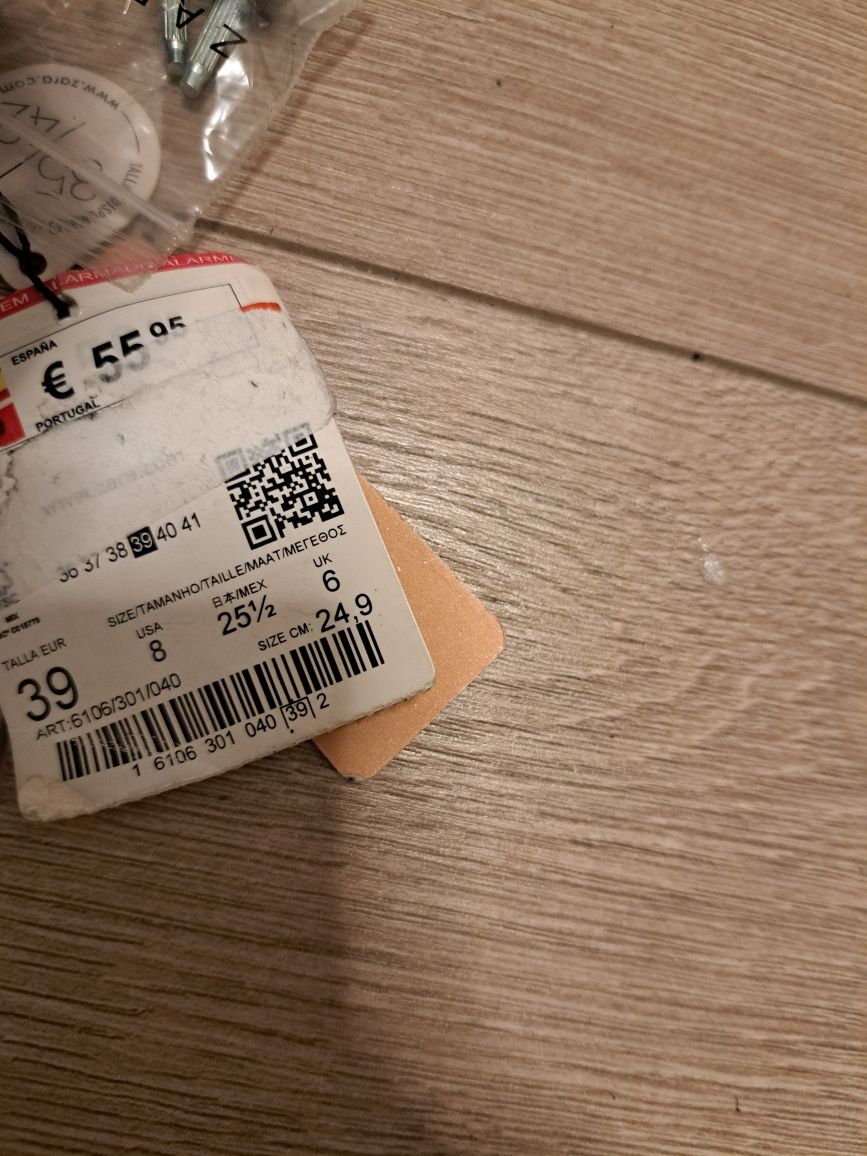 www.zara.com
ALARMADO ALARM
ESPAÑA
€ 55 95
PORTUGAL
36 37 38 39 40 41
SIZE/TAMANHO/TAILLE/MAAT/ΜΕΓΕΘΟΣ
TALLA EUR USA 日本/MEX UK
39 8 25½ 6
SIZE CM: 24,9
ART:6106/301/040
1 6106 301 040 39 2